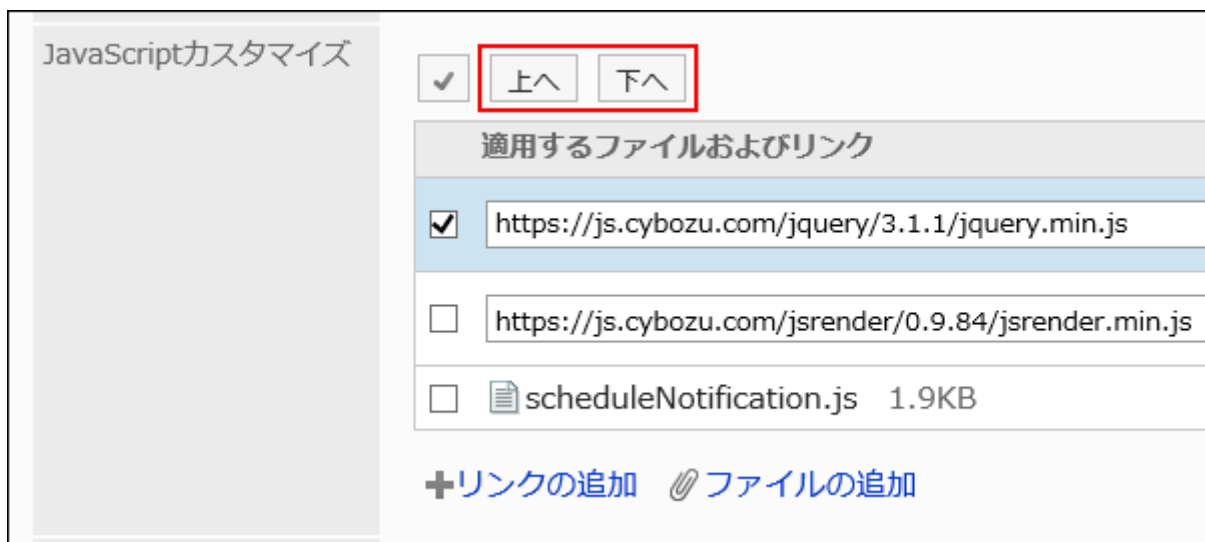 JavaScriptカスタマイズ
上へ 下へ
適用するファイルおよびリンク
https://js.cybozu.com/jquery/3.1.1/jquery.min.js
https://js.cybozu.com/jsrender/0.9.84/jsrender.min.js
scheduleNotification.js 1.9KB
リンクの追加 ファイルの追加